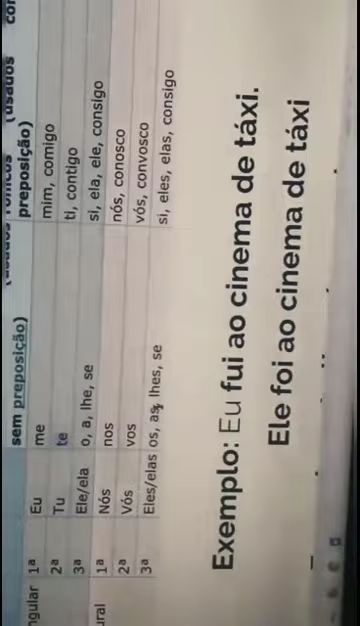 (usados
sem preposição) preposição)
1ª Eu me mim, comigo
2ª Tu te ti, contigo
3ª Ele/ela o, a, lhe, se si, ela, ele, consigo
1ª Nós nos nós, conosco
2ª Vós vos vós, convosco
3ª Eles/elas os, as, lhes, se si, eles, elas, consigo
Exemplo: Eu fui ao cinema de táxi.
Ele foi ao cinema de táxi